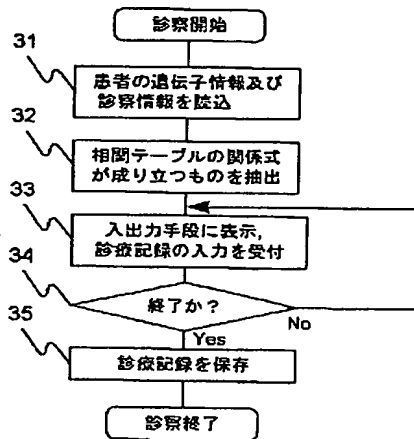 診察開始
31
患者の遺伝子情報及び
診察情報を読込
32
相関テーブルの関係式
が成り立つものを抽出
33
入出力手段に表示,
診療記録の入力を受付
34
終了か?
No
Yes
35
診療記録を保存
診察終了